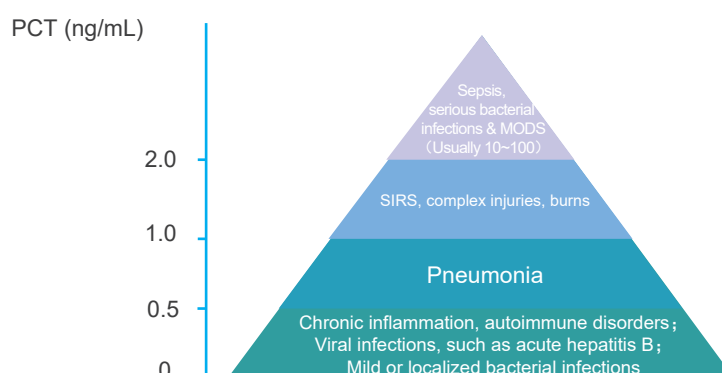 PCT (ng/mL)
Sepsis,
serious bacterial
infections & MODS
（Usually 10~100）
2.0
SIRS, complex injuries, burns
1.0
Pneumonia
0.5
Chronic inflammation, autoimmune disorders；
Viral infections, such as acute hepatitis B；
Mild or localized bacterial infections
0